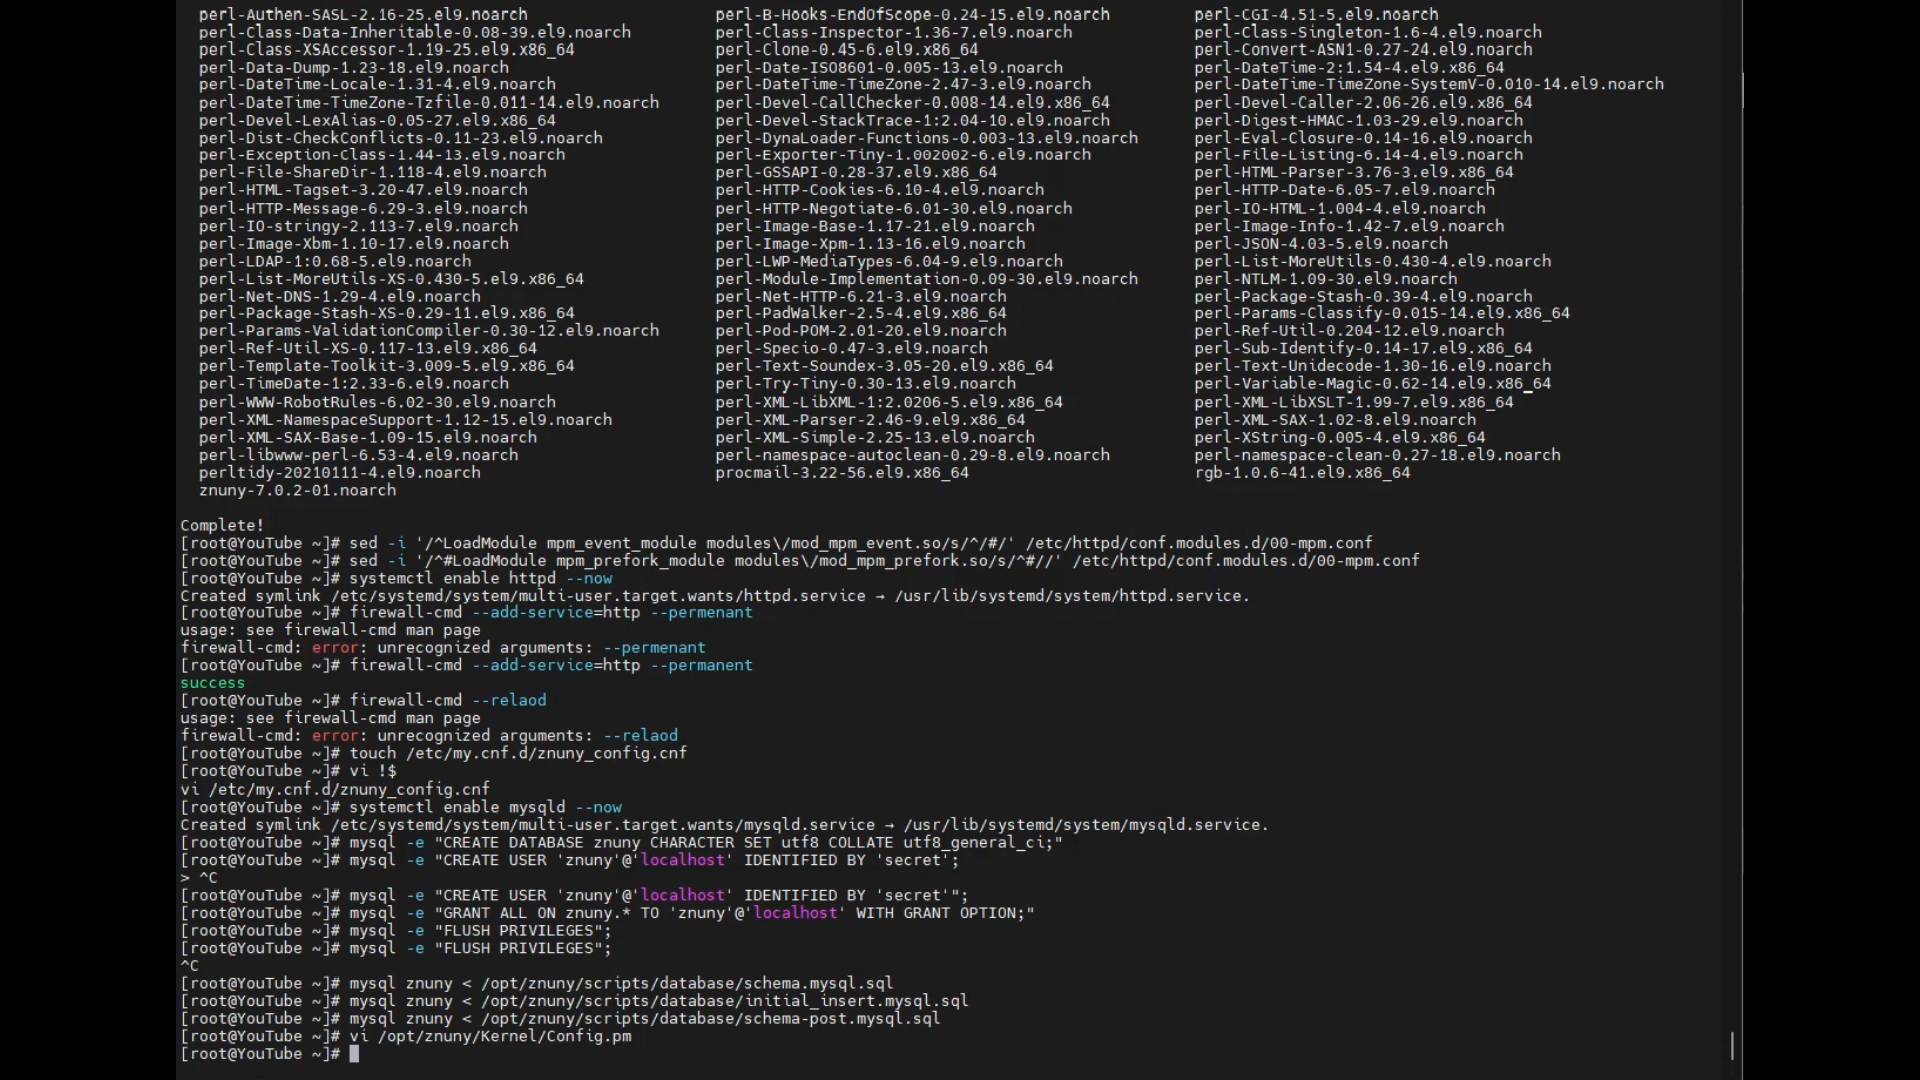 perl-Authen-SASL-2.16-25.el9.noarch perl-B-Hooks-EndOfScope-0.24-15.el9.noarch perl-CGI-4.51-5.el9.noarch
perl-Class-Data-Inheritable-0.08-39.el9.noarch perl-Class-Inspector-1.36-7.el9.noarch perl-Class-Singleton-1.6-4.el9.noarch
perl-Class-XSAccessor-1.19-25.el9.x86_64 perl-Clone-0.45-6.el9.x86_64 perl-Convert-ASN1-0.27-24.el9.noarch
perl-Data-Dump-1.23-18.el9.noarch perl-Date-ISO8601-0.005-13.el9.noarch perl-DateTime-2:1.54-4.el9.x86_64
perl-DateTime-Locale-1.31-4.el9.noarch perl-DateTime-TimeZone-2.47-3.el9.noarch perl-DateTime-TimeZone-SystemV-0.010-14.el9.noarch
perl-DateTime-TimeZone-Tzfile-0.011-14.el9.noarch perl-Devel-CallChecker-0.008-14.el9.x86_64 perl-Devel-Caller-2.06-26.el9.x86_64
perl-Devel-LexAlias-0.05-27.el9.x86_64 perl-Devel-StackTrace-1:2.04-10.el9.noarch perl-Digest-HMAC-1.03-29.el9.noarch
perl-Dist-CheckConflicts-0.11-23.el9.noarch perl-DynaLoader-Functions-0.003-13.el9.noarch perl-Eval-Closure-0.14-16.el9.noarch
perl-Exception-Class-1.44-13.el9.noarch perl-Exporter-Tiny-1.002002-6.el9.noarch perl-File-Listing-6.14-4.el9.noarch
perl-File-ShareDir-1.118-4.el9.noarch perl-GSSAPI-0.28-37.el9.x86_64 perl-HTML-Parser-3.76-3.el9.x86_64
perl-HTML-Tagset-3.20-47.el9.noarch perl-HTTP-Cookies-6.10-4.el9.noarch perl-HTTP-Date-6.05-7.el9.noarch
perl-HTTP-Message-6.29-3.el9.noarch perl-HTTP-Negotiate-6.01-30.el9.noarch perl-IO-HTML-1.004-4.el9.noarch
perl-IO-stringy-2.113-7.el9.noarch perl-Image-Base-1.17-21.el9.noarch perl-Image-Info-1.42-7.el9.noarch
perl-Image-Xbm-1.10-17.el9.noarch perl-Image-Xpm-1.13-16.el9.noarch perl-JSON-4.03-5.el9.noarch
perl-LDAP-1:0.68-5.el9.noarch perl-LWP-MediaTypes-6.04-9.el9.noarch perl-List-MoreUtils-0.430-4.el9.noarch
perl-List-MoreUtils-XS-0.430-5.el9.x86_64 perl-Module-Implementation-0.09-30.el9.noarch perl-NTLM-1.09-30.el9.noarch
perl-Net-DNS-1.29-4.el9.noarch perl-Net-HTTP-6.21-3.el9.noarch perl-Package-Stash-0.39-4.el9.noarch
perl-Package-Stash-XS-0.29-11.el9.x86_64 perl-PadWalker-2.5-4.el9.x86_64 perl-Params-Classify-0.015-14.el9.x86_64
perl-Params-ValidationCompiler-0.30-12.el9.noarch perl-Pod-POM-2.01-20.el9.noarch perl-Ref-Util-0.204-12.el9.noarch
perl-Ref-Util-XS-0.117-13.el9.x86_64 perl-Specio-0.47-3.el9.noarch perl-Sub-Identify-0.14-17.el9.x86_64
perl-Template-Toolkit-3.009-5.el9.x86_64 perl-Text-Soundex-3.05-20.el9.x86_64 perl-Text-Unidecode-1.30-16.el9.noarch
perl-TimeDate-1:2.33-6.el9.noarch perl-Try-Tiny-0.30-13.el9.noarch perl-Variable-Magic-0.62-14.el9.x86_64
perl-WWW-RobotRules-6.02-30.el9.noarch perl-XML-LibXML-1:2.0206-5.el9.x86_64 perl-XML-LibXSLT-1.99-7.el9.x86_64
perl-XML-NamespaceSupport-1.12-15.el9.noarch perl-XML-Parser-2.46-9.el9.x86_64 perl-XML-SAX-1.02-8.el9.noarch
perl-XML-SAX-Base-1.09-15.el9.noarch perl-XML-Simple-2.25-13.el9.noarch perl-XString-0.005-4.el9.x86_64
perl-libwww-perl-6.53-4.el9.noarch perl-namespace-autoclean-0.29-8.el9.noarch perl-namespace-clean-0.27-18.el9.noarch
perltidy-20210111-4.el9.noarch procmail-3.22-56.el9.x86_64 rgb-1.0.6-41.el9.x86_64
znuny-7.0.2-01.noarch
Complete!
[root@YouTube ~]# sed -i '/^LoadModule mpm_event_module modules\/mod_mpm_event.so/s/^/#/' /etc/httpd/conf.modules.d/00-mpm.conf
[root@YouTube ~]# sed -i '/^#LoadModule mpm_prefork_module modules\/mod_mpm_prefork.so/s/^#//' /etc/httpd/conf.modules.d/00-mpm.conf
[root@YouTube ~]# systemctl enable httpd --now
Created symlink /etc/systemd/system/multi-user.target.wants/httpd.service → /usr/lib/systemd/system/httpd.service.
[root@YouTube ~]# firewall-cmd --add-service=http --permenant
usage: see firewall-cmd man page
firewall-cmd: error: unrecognized arguments: --permenant
[root@YouTube ~]# firewall-cmd --add-service=http --permanent
success
[root@YouTube ~]# firewall-cmd --relaod
usage: see firewall-cmd man page
firewall-cmd: error: unrecognized arguments: --relaod
[root@YouTube ~]# touch /etc/my.cnf.d/znuny_config.cnf
[root@YouTube ~]# vi !$
vi /etc/my.cnf.d/znuny_config.cnf
[root@YouTube ~]# systemctl enable mysqld --now
Created symlink /etc/systemd/system/multi-user.target.wants/mysqld.service → /usr/lib/systemd/system/mysqld.service.
[root@YouTube ~]# mysql -e "CREATE DATABASE znuny CHARACTER SET utf8 COLLATE utf8_general_ci;"
[root@YouTube ~]# mysql -e "CREATE USER 'znuny'@'localhost' IDENTIFIED BY 'secret';
> ^C
[root@YouTube ~]# mysql -e "CREATE USER 'znuny'@'localhost' IDENTIFIED BY 'secret'";
[root@YouTube ~]# mysql -e "GRANT ALL ON znuny.* TO 'znuny'@'localhost' WITH GRANT OPTION;"
[root@YouTube ~]# mysql -e "FLUSH PRIVILEGES";
[root@YouTube ~]# mysql -e "FLUSH PRIVILEGES";
^C
[root@YouTube ~]# mysql znuny < /opt/znuny/scripts/database/schema.mysql.sql
[root@YouTube ~]# mysql znuny < /opt/znuny/scripts/database/initial_insert.mysql.sql
[root@YouTube ~]# mysql znuny < /opt/znuny/scripts/database/schema-post.mysql.sql
[root@YouTube ~]# vi /opt/znuny/Kernel/Config.pm
[root@YouTube ~]#